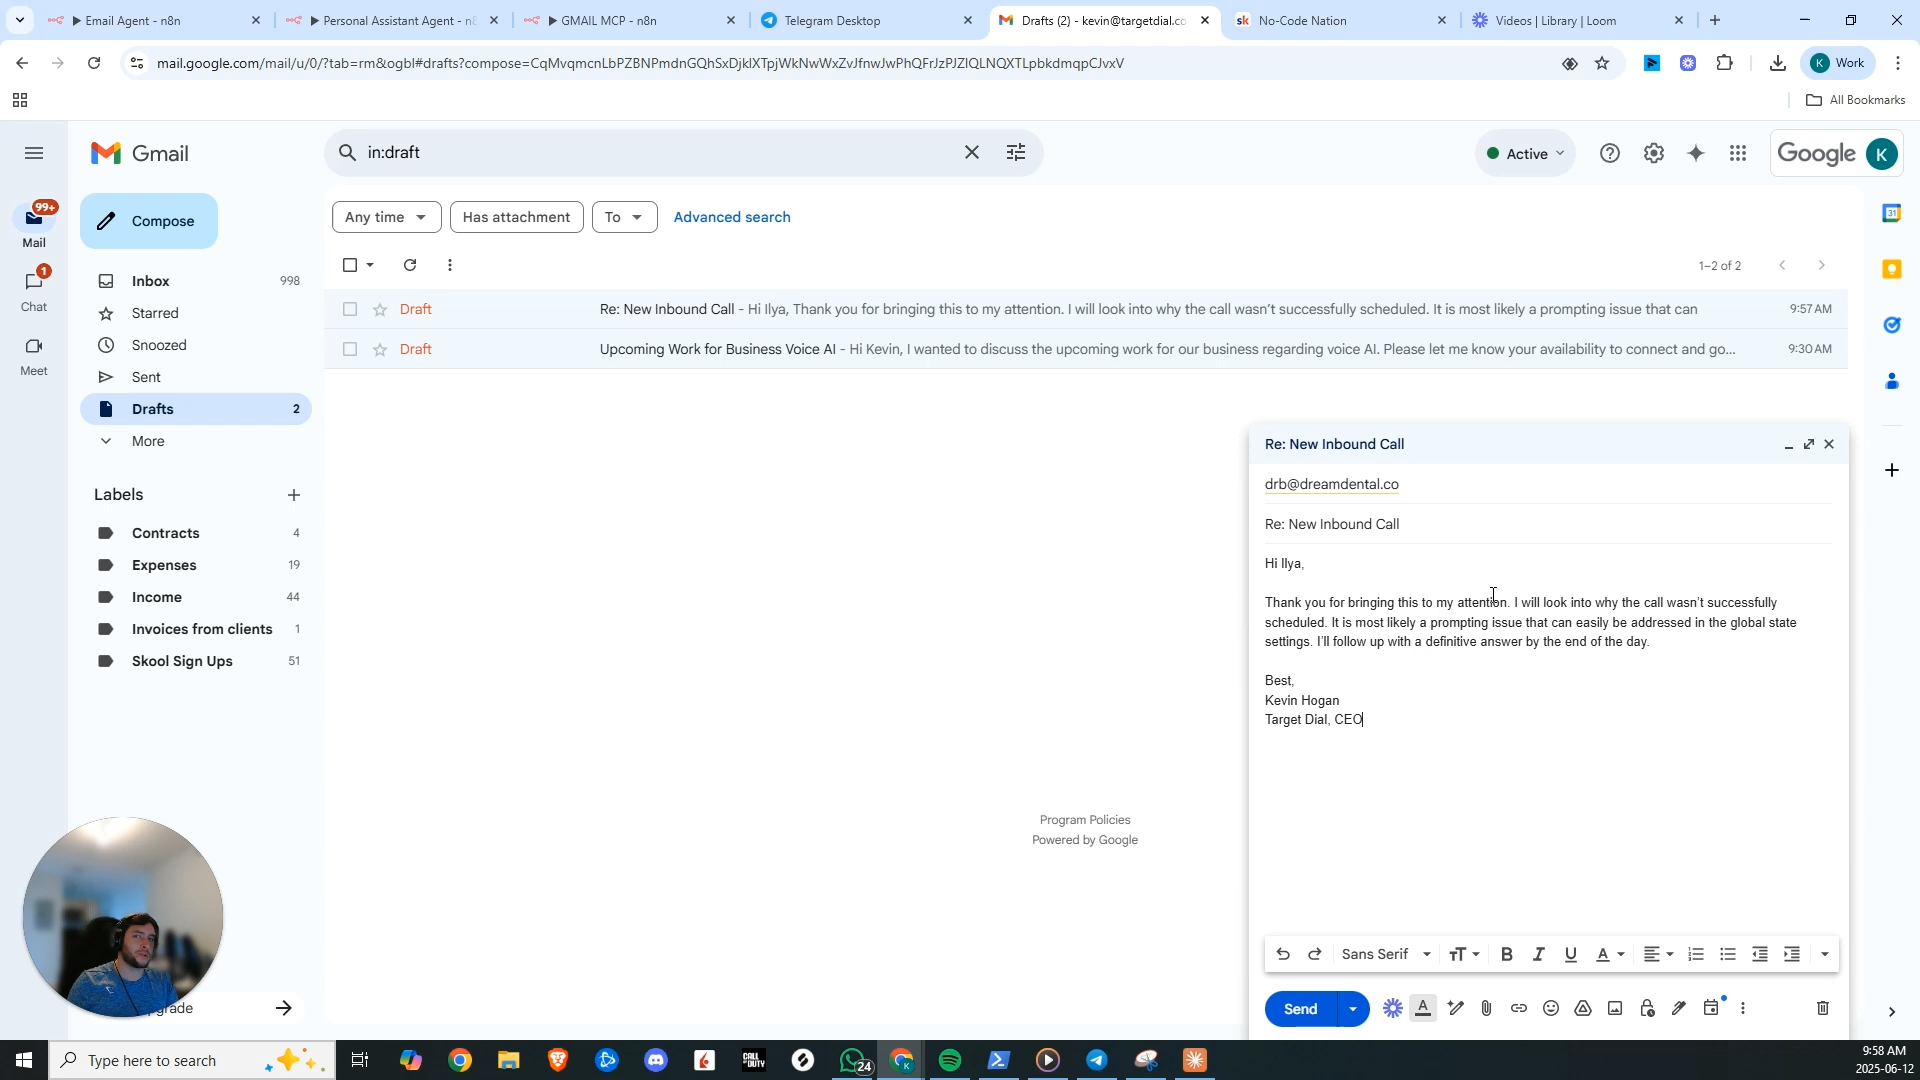 Email Agent - n8n
Personal Assistant Agent - n8
GMAIL MCP - n8n
Telegram Desktop
Drafts (2) - kevin@targetdial.co
No-Code Nation
Videos | Library | Loom
mail.google.com/mail/u/0/?tab=rm&ogbl#drafts?compose=CqMvqmcnLbPZBNPmdnGQhSxDjklXTpjWkNwWxZvJfnwJwPhQFrJzPJZlQLNQXTLpbkdmqpCJvxV
K Work
All Bookmarks
Gmail
in:draft
Active
Google
K
99+
Mail
1
Chat
Meet
Compose
Inbox 998
Starred
Snoozed
Sent
Drafts 2
More
Labels
Contracts 4
Expenses 19
Income 44
Invoices from clients 1
Skool Sign Ups 51
Any time
Has attachment
To
Advanced search
1–2 of 2
Draft Re: New Inbound Call - Hi Ilya, Thank you for bringing this to my attention. I will look into why the call wasn’t successfully scheduled. It is most likely a prompting issue that can 9:57 AM
Draft Upcoming Work for Business Voice AI - Hi Kevin, I wanted to discuss the upcoming work for our business regarding voice AI. Please let me know your availability to connect and go... 9:30 AM
Program Policies
Powered by Google
Re: New Inbound Call
drb@dreamdental.co
Re: New Inbound Call
Hi Ilya,
Thank you for bringing this to my attention. I will look into why the call wasn’t successfully
scheduled. It is most likely a prompting issue that can easily be addressed in the global state
settings. I’ll follow up with a definitive answer by the end of the day.
Best,
Kevin Hogan
Target Dial, CEO
Sans Serif
Send
31
Type here to search
24
9:58 AM
2025-06-12